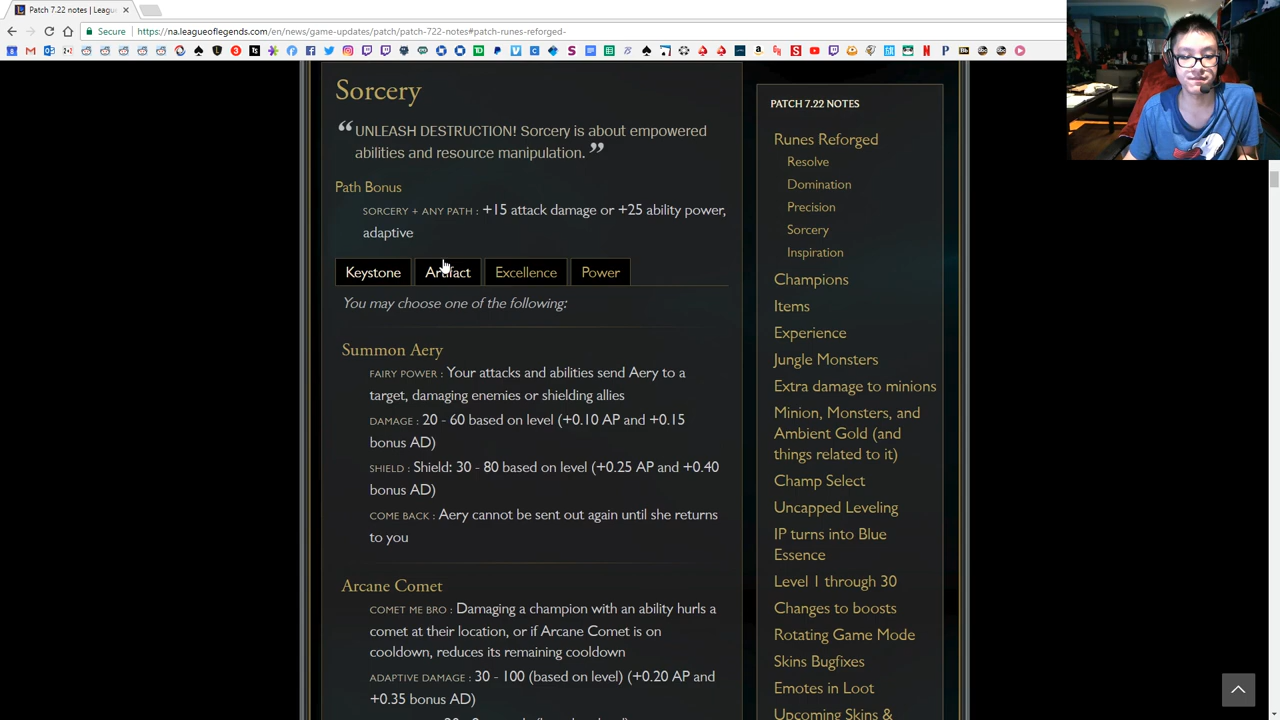 Patch 7.22 notes | Leagu
Secure
https://na.leagueoflegends.com/en/news/game-updates/patch/patch-722-notes#patch-runes-reforged-
Sorcery
“ UNLEASH DESTRUCTION! Sorcery is about empowered
abilities and resource manipulation. ”
Path Bonus
SORCERY + ANY PATH : +15 attack damage or +25 ability power,
adaptive
Keystone Artifact Excellence Power
You may choose one of the following:
Summon Aery
FAIRY POWER : Your attacks and abilities send Aery to a
target, damaging enemies or shielding allies
DAMAGE : 20 - 60 based on level (+0.10 AP and +0.15
bonus AD)
SHIELD : Shield: 30 - 80 based on level (+0.25 AP and +0.40
bonus AD)
COME BACK : Aery cannot be sent out again until she returns
to you
Arcane Comet
COMET ME BRO : Damaging a champion with an ability hurls a
comet at their location, or if Arcane Comet is on
cooldown, reduces its remaining cooldown
ADAPTIVE DAMAGE : 30 - 100 (based on level) (+0.20 AP and
+0.35 bonus AD)
PATCH 7.22 NOTES
Runes Reforged
Resolve
Domination
Precision
Sorcery
Inspiration
Champions
Items
Experience
Jungle Monsters
Extra damage to minions
Minion, Monsters, and
Ambient Gold (and
things related to it)
Champ Select
Uncapped Leveling
IP turns into Blue
Essence
Level 1 through 30
Changes to boosts
Rotating Game Mode
Skins Bugfixes
Emotes in Loot
Upcoming Skins &